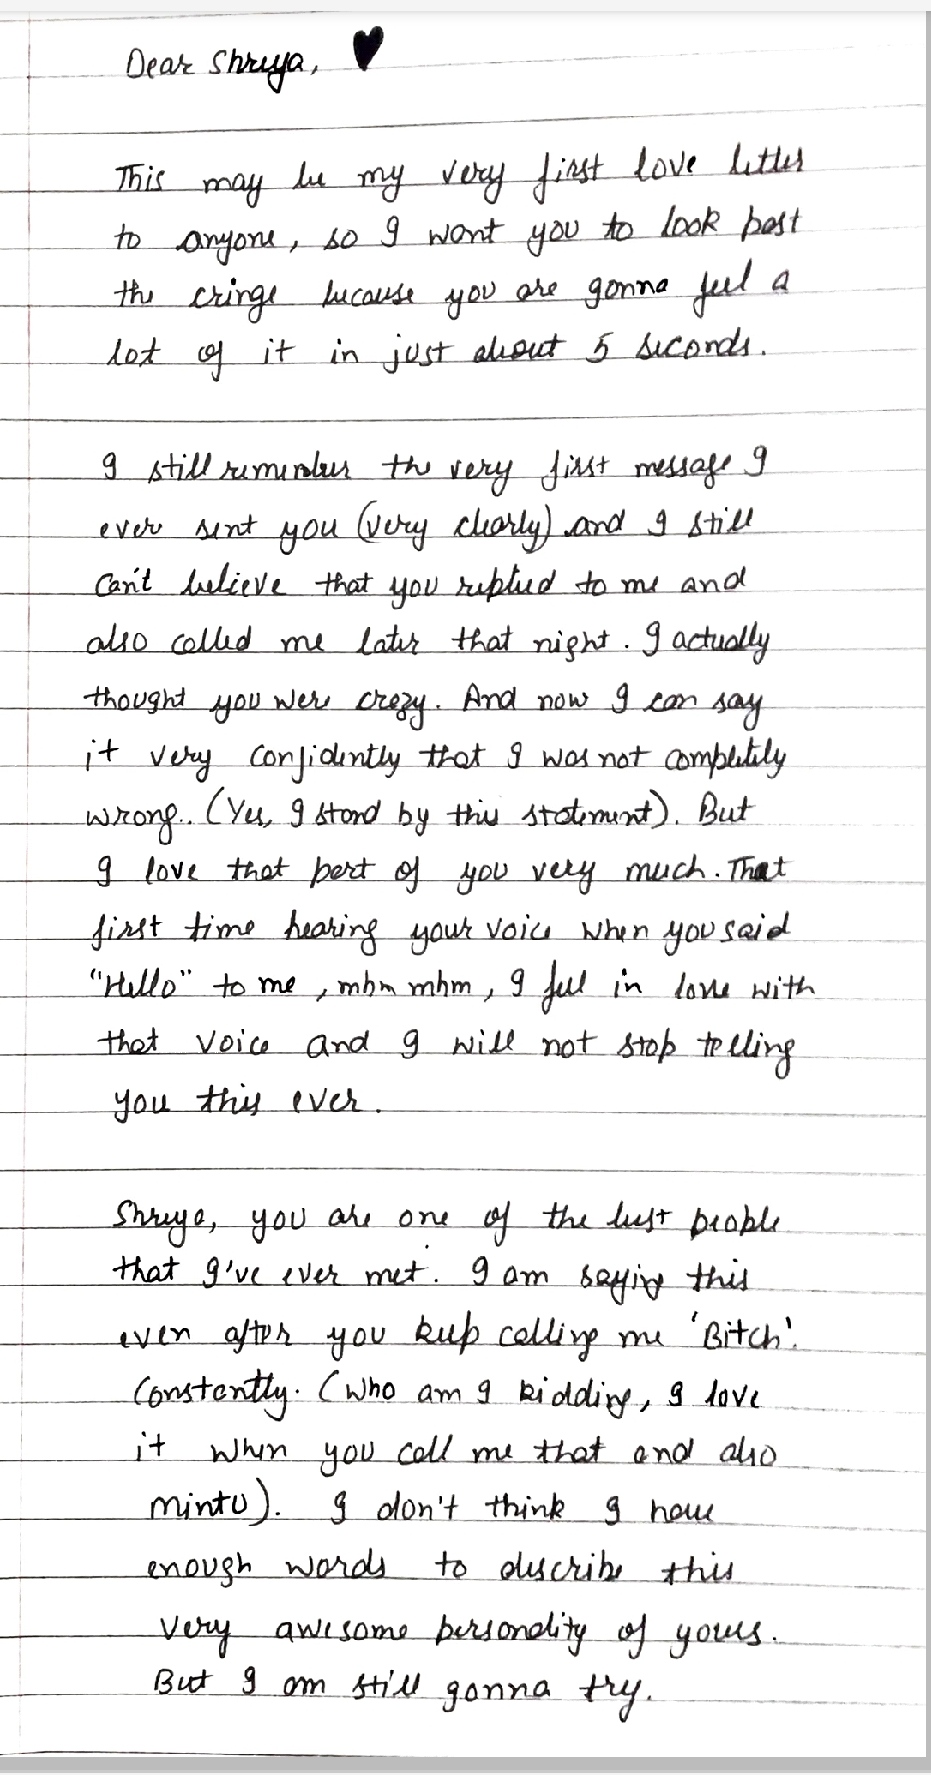 Dear Shreya, ♥
This may be my very first love letter
to anyone, so I want you to look past
the cringe because you are gonna feel a
lot of it in just about 5 seconds.
I still remember the very first message I
ever sent you (very clearly) and I still
can't believe that you replied to me and
also called me later that night. I actually
thought you were crazy. And now I can say
it very confidently that I was not completely
wrong.. (Yes, I stand by this statement). But
I love that part of you very much. That
first time hearing your voice when you said
"Hello" to me, mhm mhm, I fell in love with
that voice and I will not stop telling
you this ever.
Shreya, you are one of the best people
that I've ever met. I am saying this
even after you keep calling me 'Bitch'.
Constantly. (Who am I kidding, I love
it when you call me that and also
mintu). I don't think I have
enough words to describe this
very awesome personality of yours.
But I am still gonna try.